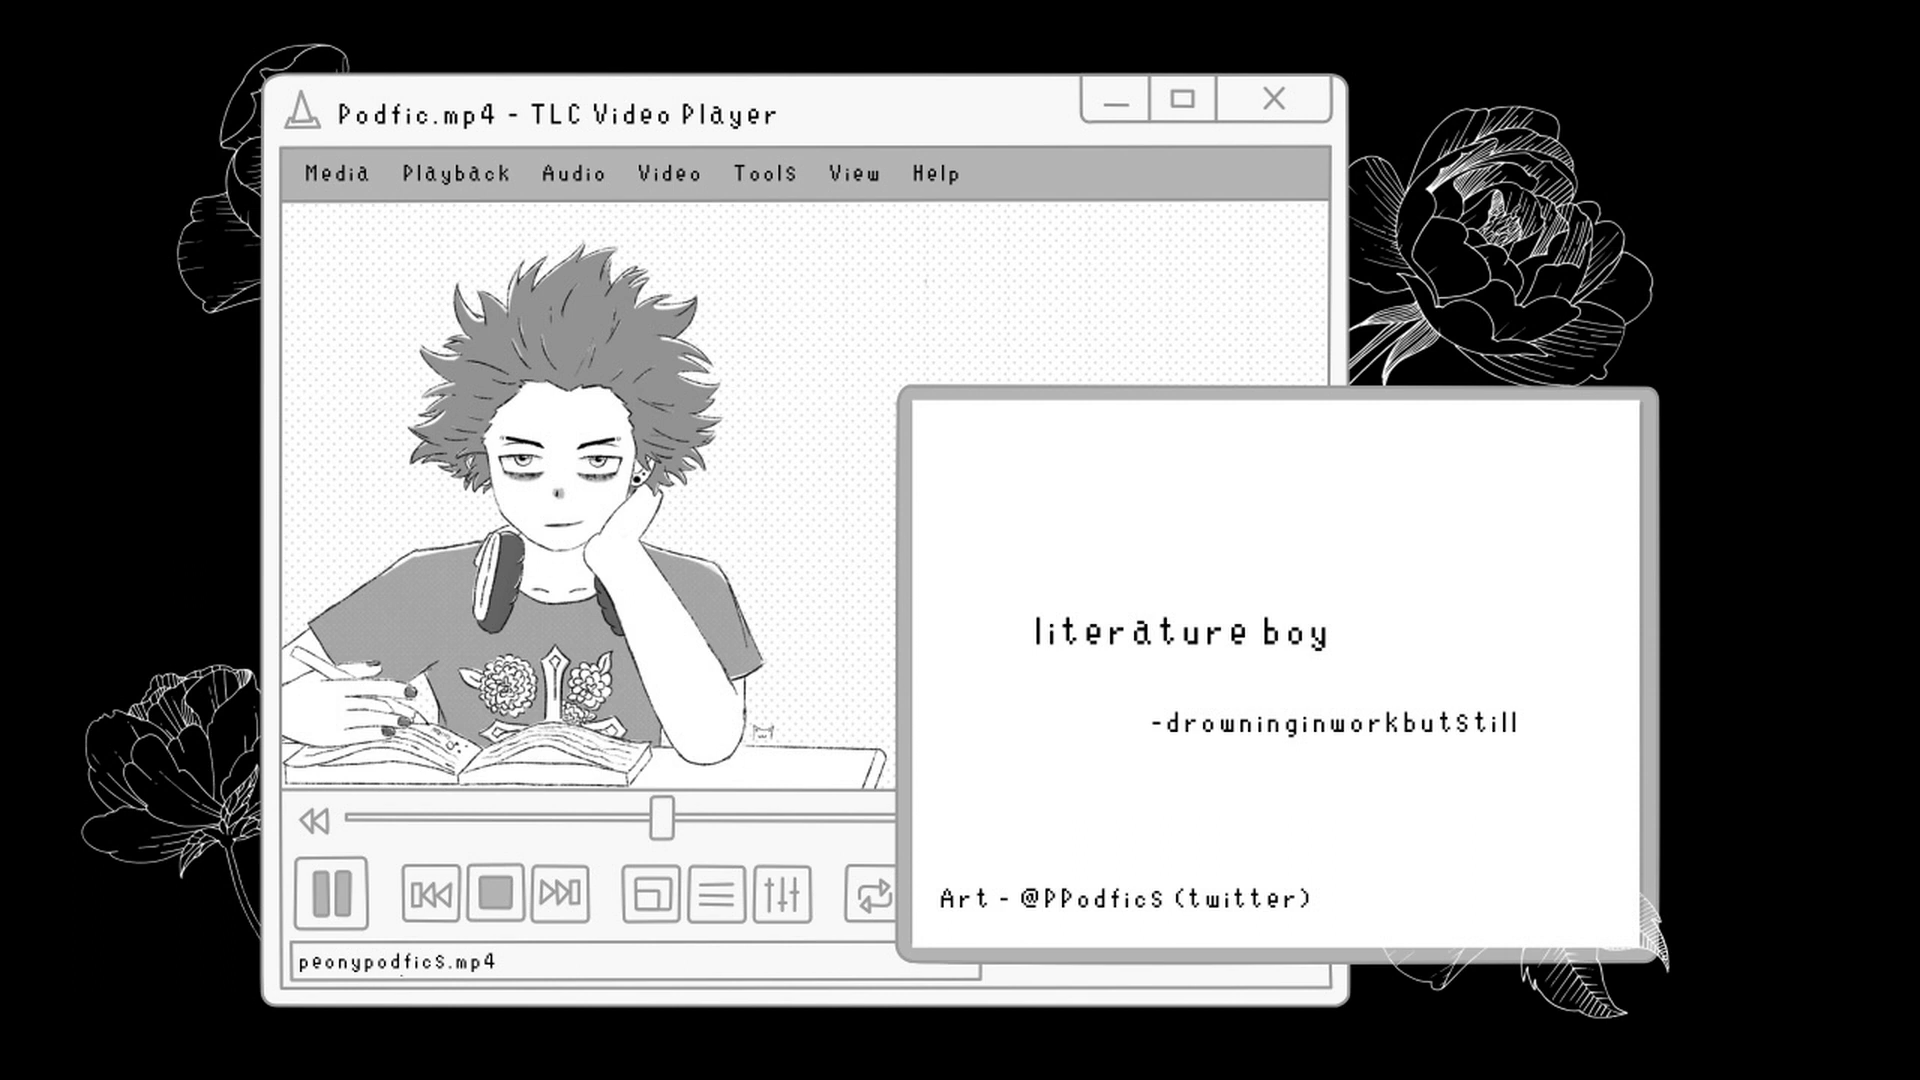 Podfic.mp4 - TLC Video Player
Media Playback Audio Video Tools View Help
literature boy
-drowninginworkbutstill
Art - @PPodfics (twitter)
peonypodfics.mp4